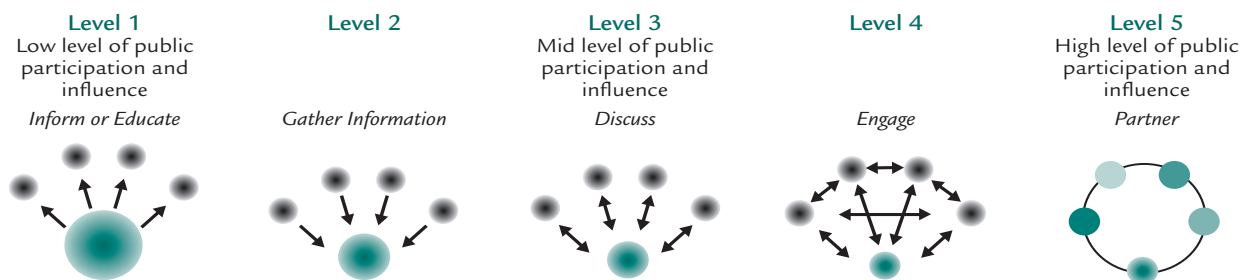 Level 1
Low level of public
participation and
influence
Inform or Educate
Level 2
Gather Information
Level 3
Mid level of public
participation and
influence
Discuss
Level 4
Engage
Level 5
High level of public
participation and
influence
Partner